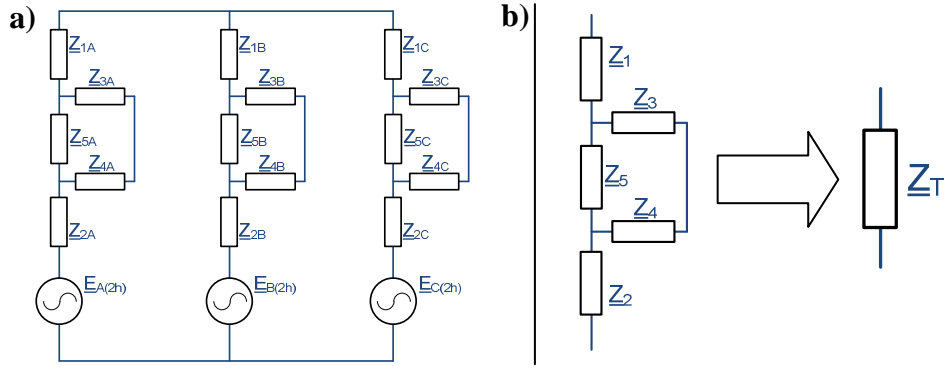 a)
Z1A
Z1B
Z1C
Z3A
Z3B
Z3C
Z5A
Z5B
Z5C
Z4A
Z4B
Z4C
Z2A
Z2B
Z2C
EA(2h)
EB(2h)
EC(2h)
b)
Z1
Z3
Z5
Z4
Z2
ZT